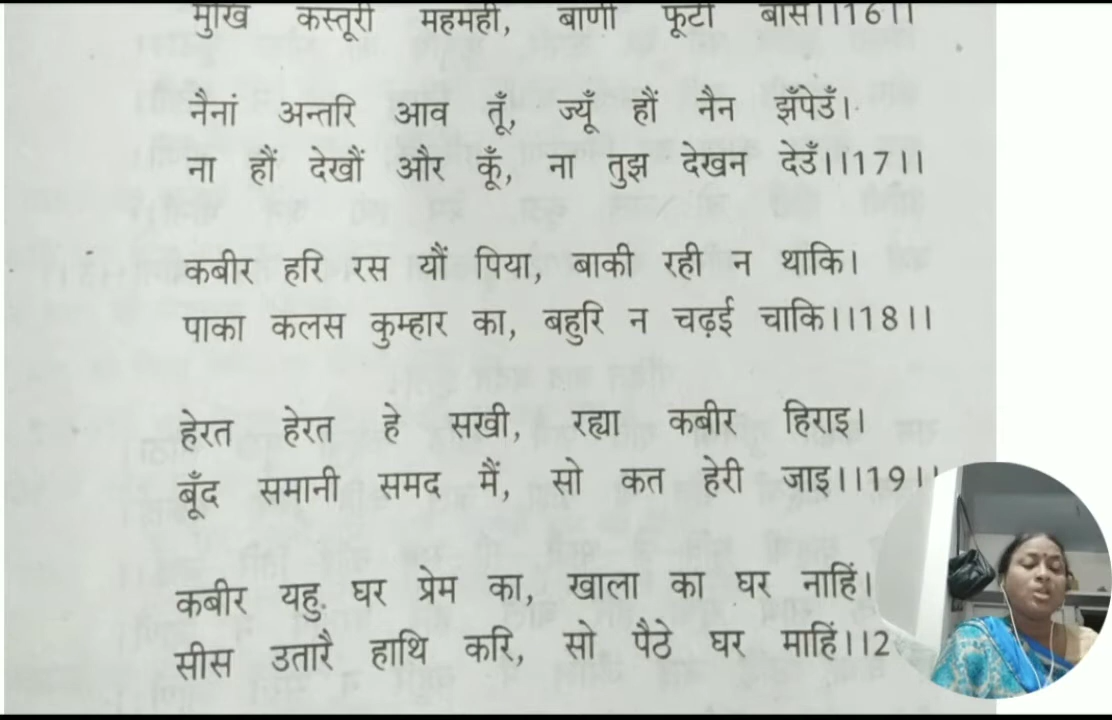 मुखि कस्तूरी महमही, बाणी फूटी बास।।16।।
नैनां अन्तरि आव तूँ, ज्यूँ हौं नैन झँपेउँ।
ना हौं देखौं और कूँ, ना तुझ देखन देउँ।।17।।
कबीर हरि रस यौं पिया, बाकी रही न थाकि।
पाका कलस कुम्हार का, बहुरि न चढ़ई चाकि।।18।।
हेरत हेरत हे सखी, रह्या कबीर हिराइ।
बूँद समानी समद मैं, सो कत हेरी जाइ।।19।।
कबीर यहु घर प्रेम का, खाला का घर नाहिं।
सीस उतारै हाथि करि, सो पैठे घर माहिं।।2